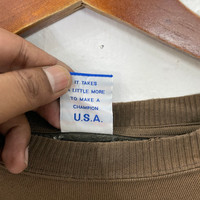 IT TAKES
A LITTLE MORE
TO MAKE A
CHAMPION
U.S.A.